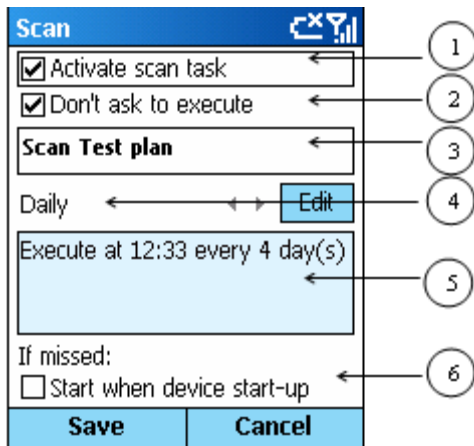 Scan
1
Activate scan task
2
Don't ask to execute
3
Scan Test plan
4
Daily
Edit
5
Execute at 12:33 every 4 day(s)
If missed:
6
Start when device start-up
Save
Cancel